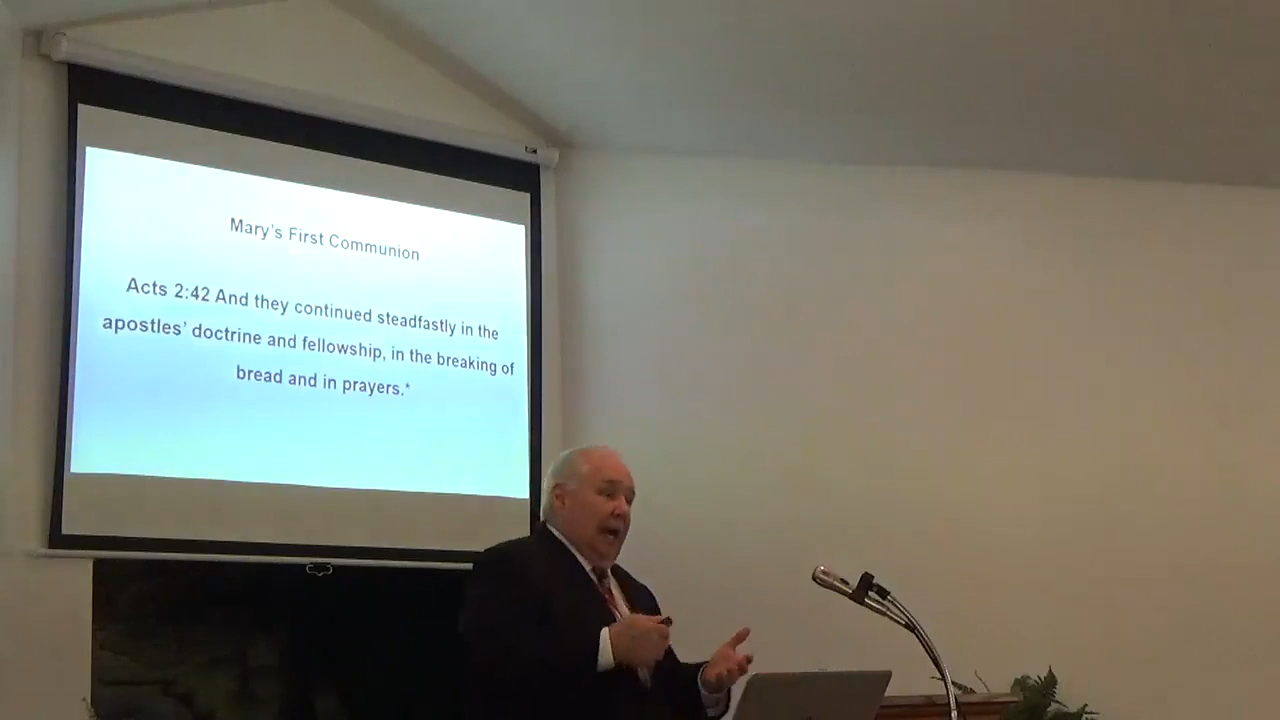 Mary's First Communion
Acts 2:42 And they continued steadfastly in the
apostles' doctrine and fellowship, in the breaking of
bread and in prayers.*